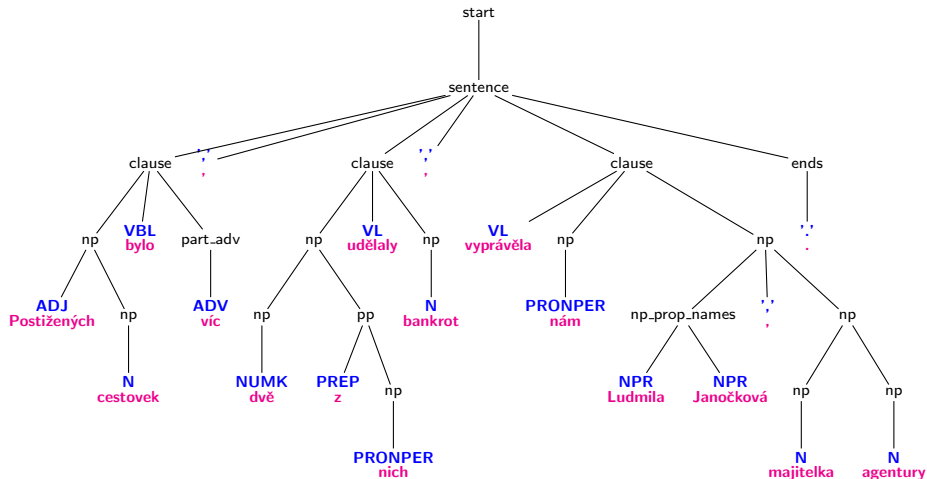 start
sentence
clause ',' clause ',' clause ends
, ,
np VBL part_adv np VL np VL np np '.'
bylo udělaly vyprávěla .
ADJ np ADV np pp N PRONPER np_prop_names ',' np
Postižených víc bankrot nám ,
N NUMK PREP np NPR NPR np np
cestovek dvě z Ludmila Janočková
PRONPER N N
nich majitelka agentury